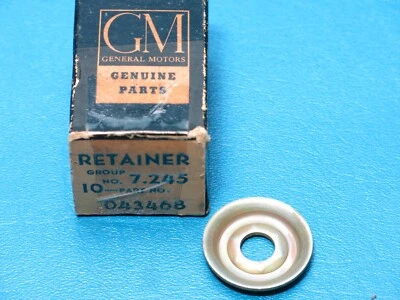 GM
GENERAL MOTORS
GENUINE
PARTS
RETAINER
GROUP
NO. 7.245
10—PART NO.
043468